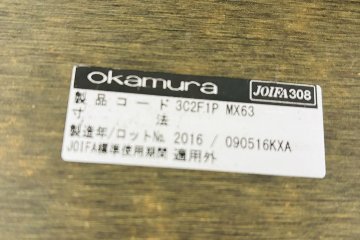 okamura JOIFA308
製品コード 3C2F1P MX63
寸法
製造年/ロットNo. 2016 / 090516KXA
JOIFA標準使用期間 適用外